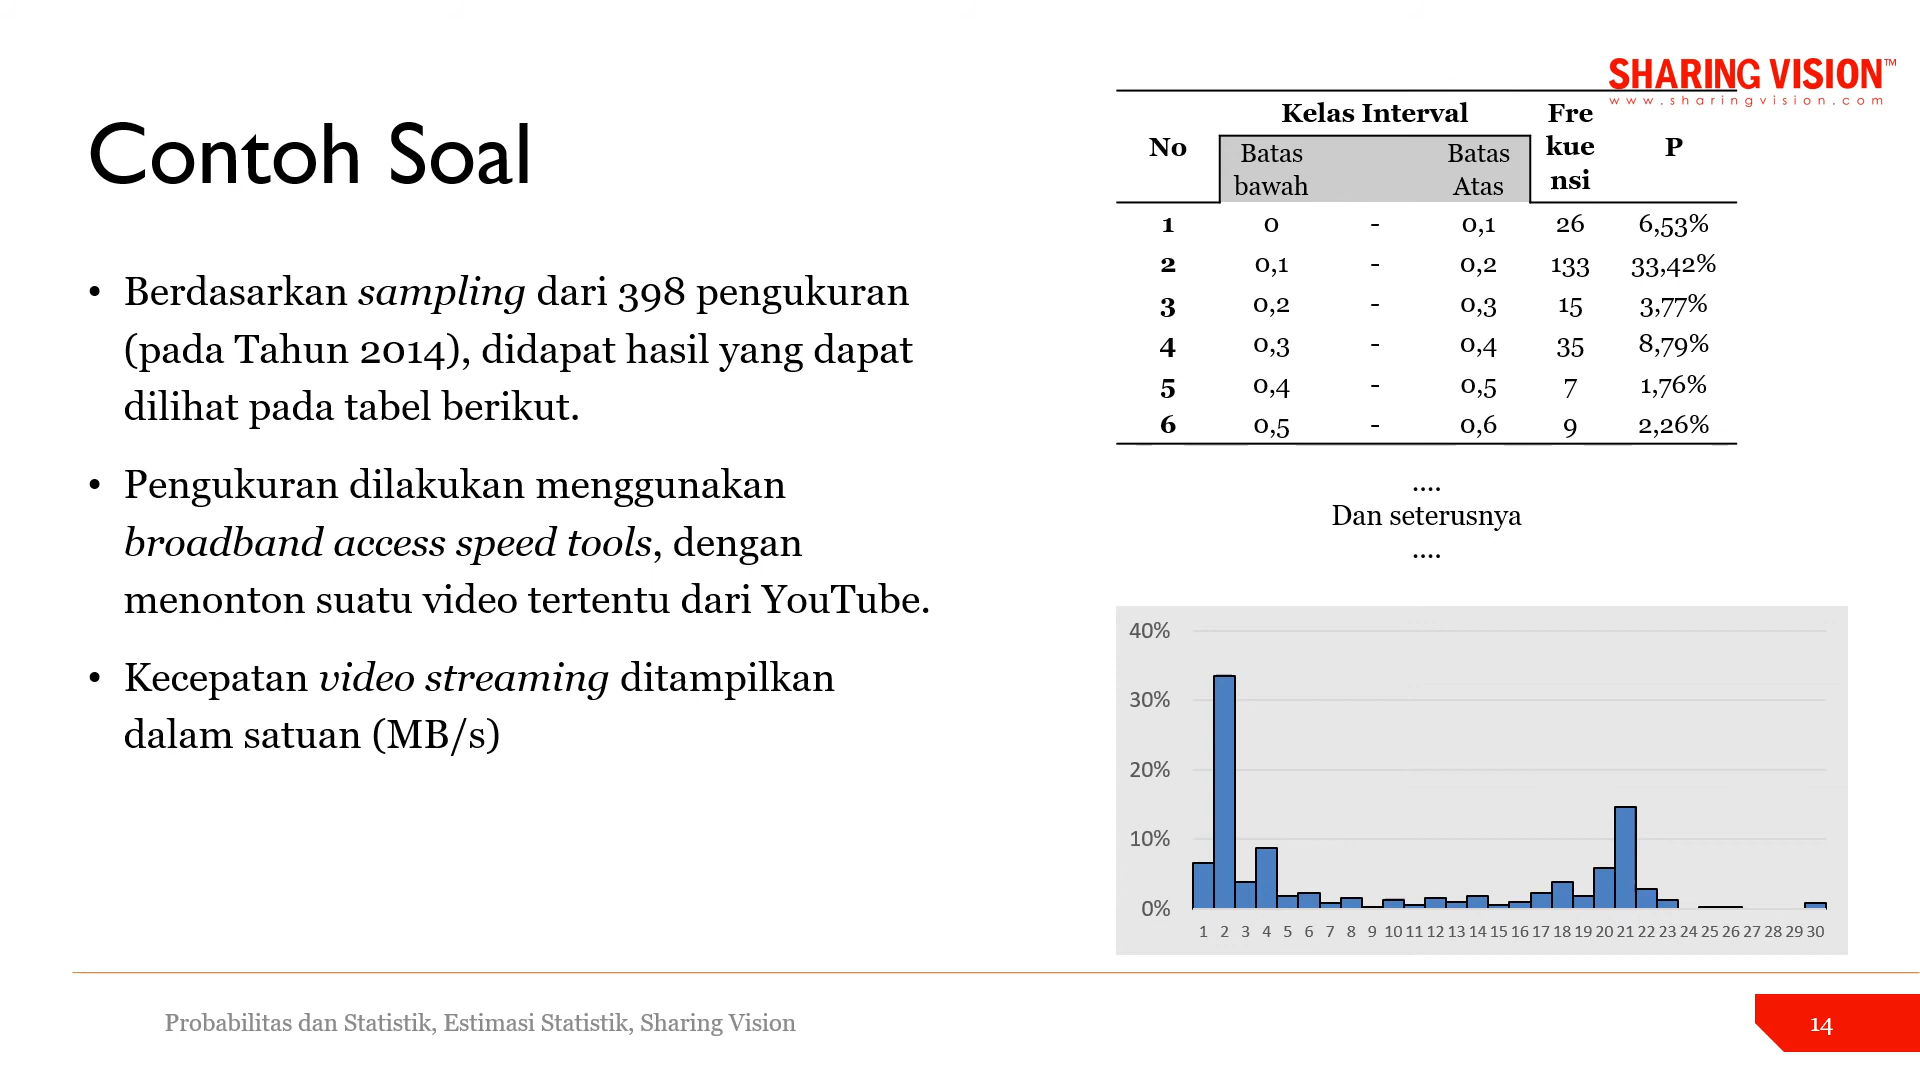 SHARING VISION™
www.sharingvision.com
Contoh Soal
• Berdasarkan sampling dari 398 pengukuran
(pada Tahun 2014), didapat hasil yang dapat
dilihat pada tabel berikut.
• Pengukuran dilakukan menggunakan
broadband access speed tools, dengan
menonton suatu video tertentu dari YouTube.
• Kecepatan video streaming ditampilkan
dalam satuan (MB/s)
No Kelas Interval Fre kue nsi P
Batas bawah Batas Atas
1 0 - 0,1 26 6,53%
2 0,1 - 0,2 133 33,42%
3 0,2 - 0,3 15 3,77%
4 0,3 - 0,4 35 8,79%
5 0,4 - 0,5 7 1,76%
6 0,5 - 0,6 9 2,26%
....
Dan seterusnya
....
40%
30%
20%
10%
0%
1 2 3 4 5 6 7 8 9 10 11 12 13 14 15 16 17 18 19 20 21 22 23 24 25 26 27 28 29 30
Probabilitas dan Statistik, Estimasi Statistik, Sharing Vision
14